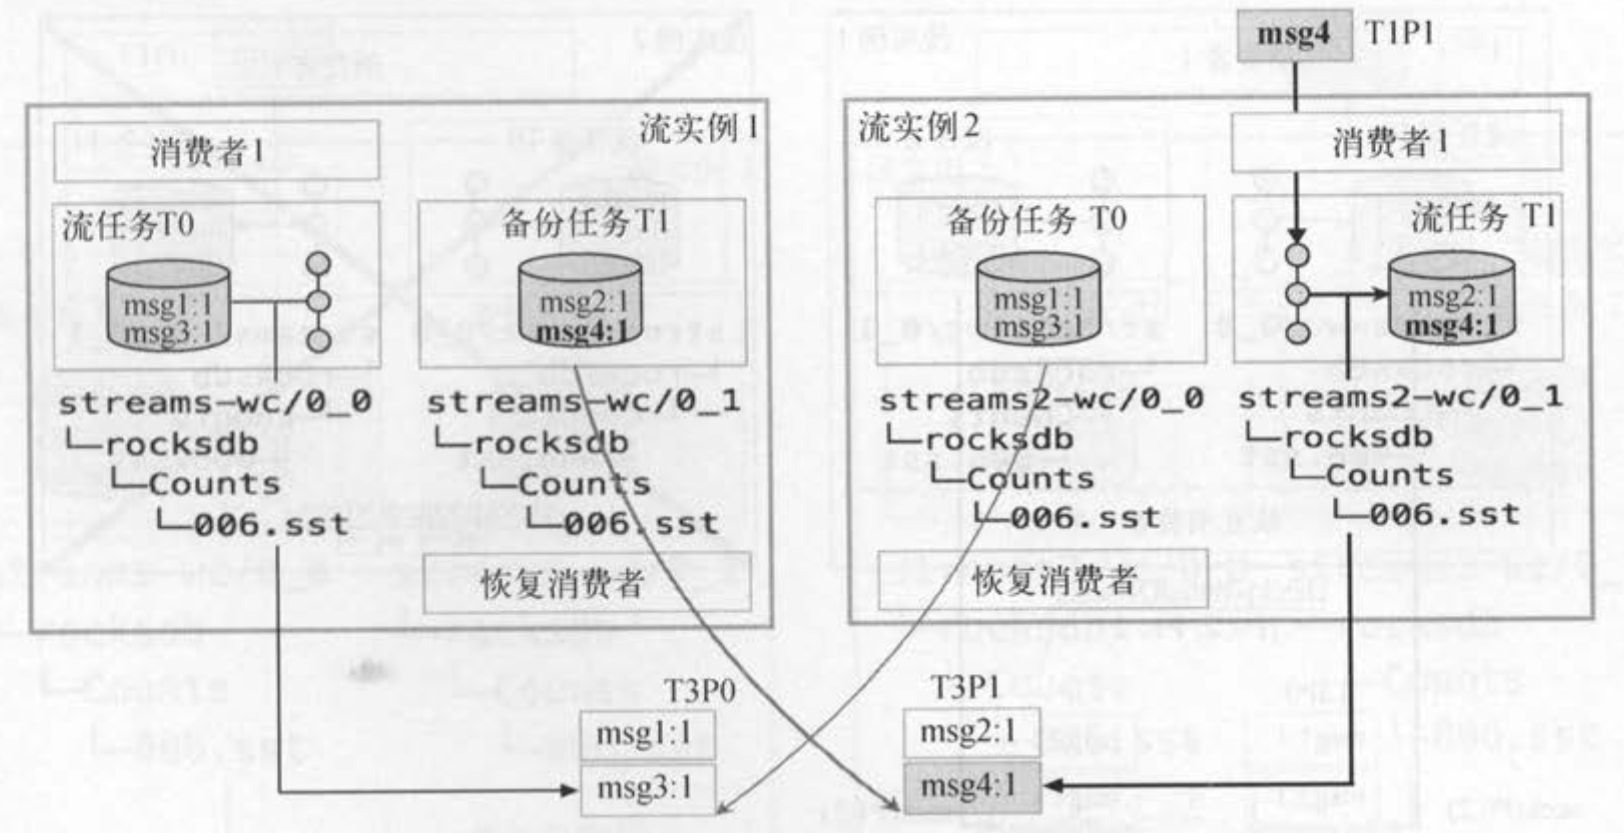 msg4 T1P1
流实例1
消费者1
流任务T0
msg1:1
msg3:1
备份任务T1
msg2:1
msg4:1
streams-wc/0_0
└─rocksdb
└─Counts
└─006.sst
streams-wc/0_1
└─rocksdb
└─Counts
└─006.sst
恢复消费者
流实例2
消费者1
备份任务 T0
msg1:1
msg3:1
流任务 T1
msg2:1
msg4:1
streams2-wc/0_0
└─rocksdb
└─Counts
└─006.sst
streams2-wc/0_1
└─rocksdb
└─Counts
└─006.sst
恢复消费者
T3P0
msg1:1
msg3:1
T3P1
msg2:1
msg4:1